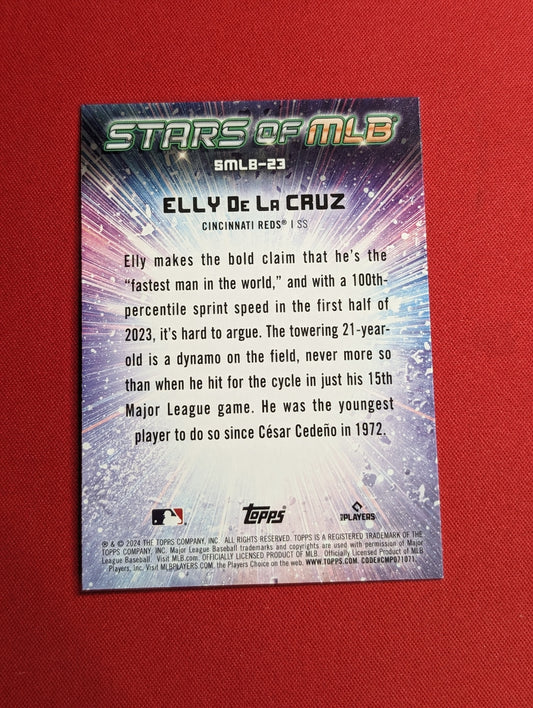 STARS OF MLB®
SMLB-23
ELLY DE LA CRUZ
CINCINNATI REDS® | SS
Elly makes the bold claim that he's the
"fastest man in the world," and with a 100th-
percentile sprint speed in the first half of
2023, it's hard to argue. The towering 21-year-
old is a dynamo on the field, never more so
than when he hit for the cycle in just his 15th
Major League game. He was the youngest
player to do so since César Cedeño in 1972.
topps
PLAYERS
® & © 2024 THE TOPPS COMPANY, INC. ALL RIGHTS RESERVED. TOPPS IS A REGISTERED TRADEMARK OF THE
TOPPS COMPANY, INC. Major League Baseball trademarks and copyrights are used with permission of Major
League Baseball. Visit MLB.com. OFFICIALLY LICENSED PRODUCT OF MLB. Officially Licensed Product of MLB
Players, Inc. Visit MLBPLAYERS.COM, the Players Choice on the web. WWW.TOPPS.COM. CODE#CMP071071.